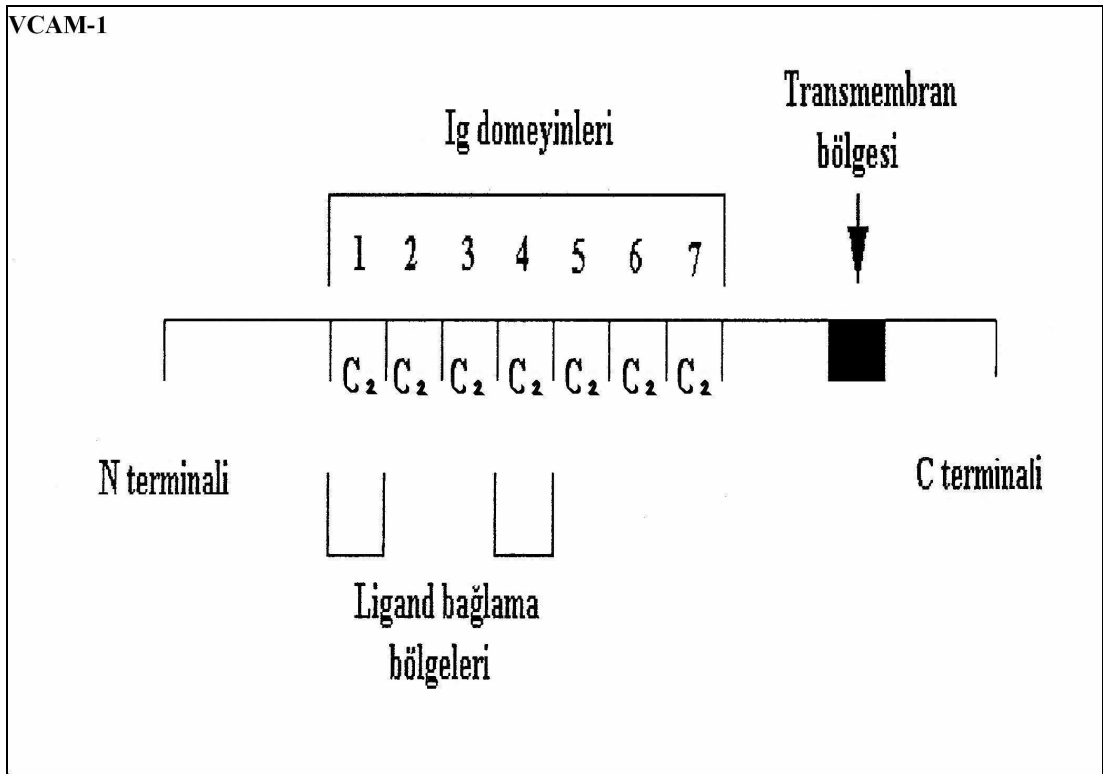 VCAM-1
Transmembran
bölgesi
Ig domeyinleri
1 2 3 4 5 6 7
C₂ C₂ C₂ C₂ C₂ C₂ C₂
N terminali
C terminali
Ligand bağlama
bölgeleri